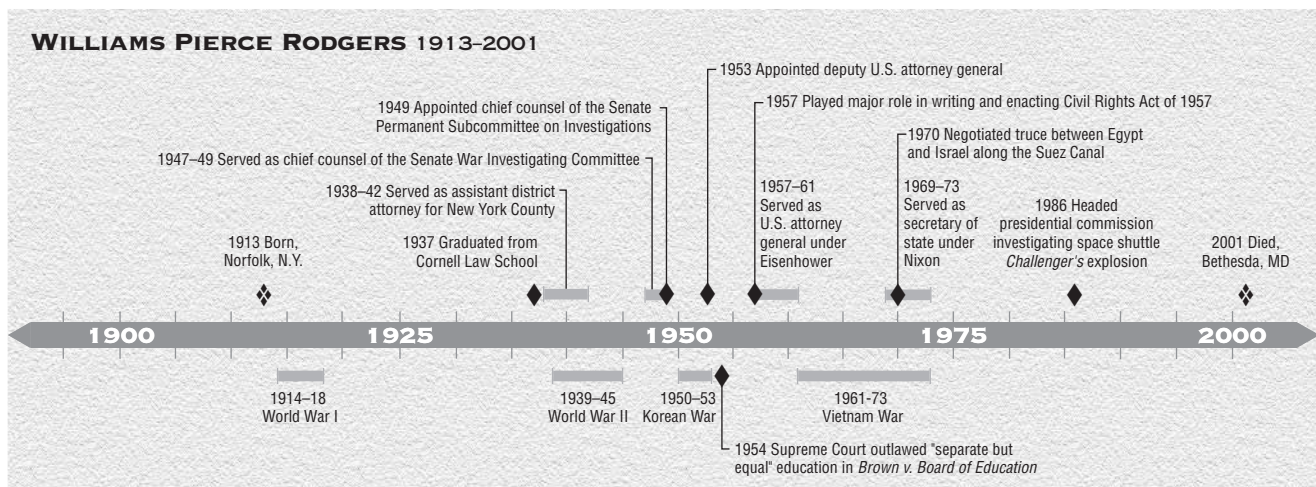 WILLIAMS PIERCE RODGERS 1913–2001
1953 Appointed deputy U.S. attorney general
1949 Appointed chief counsel of the Senate
Permanent Subcommittee on Investigations
1957 Played major role in writing and enacting Civil Rights Act of 1957
1970 Negotiated truce between Egypt
and Israel along the Suez Canal
1947–49 Served as chief counsel of the Senate War Investigating Committee
1938–42 Served as assistant district
attorney for New York County
1957–61
Served as
U.S. attorney
general under
Eisenhower
1969–73
Served as
secretary of
state under
Nixon
1913 Born,
Norfolk, N.Y.
1937 Graduated from
Cornell Law School
1986 Headed
presidential commission
investigating space shuttle
Challenger's explosion
2001 Died,
Bethesda, MD
1900 1925 1950 1975 2000
1914–18
World War I
1939–45
World War II
1950–53
Korean War
1961-73
Vietnam War
1954 Supreme Court outlawed "separate but
equal" education in Brown v. Board of Education